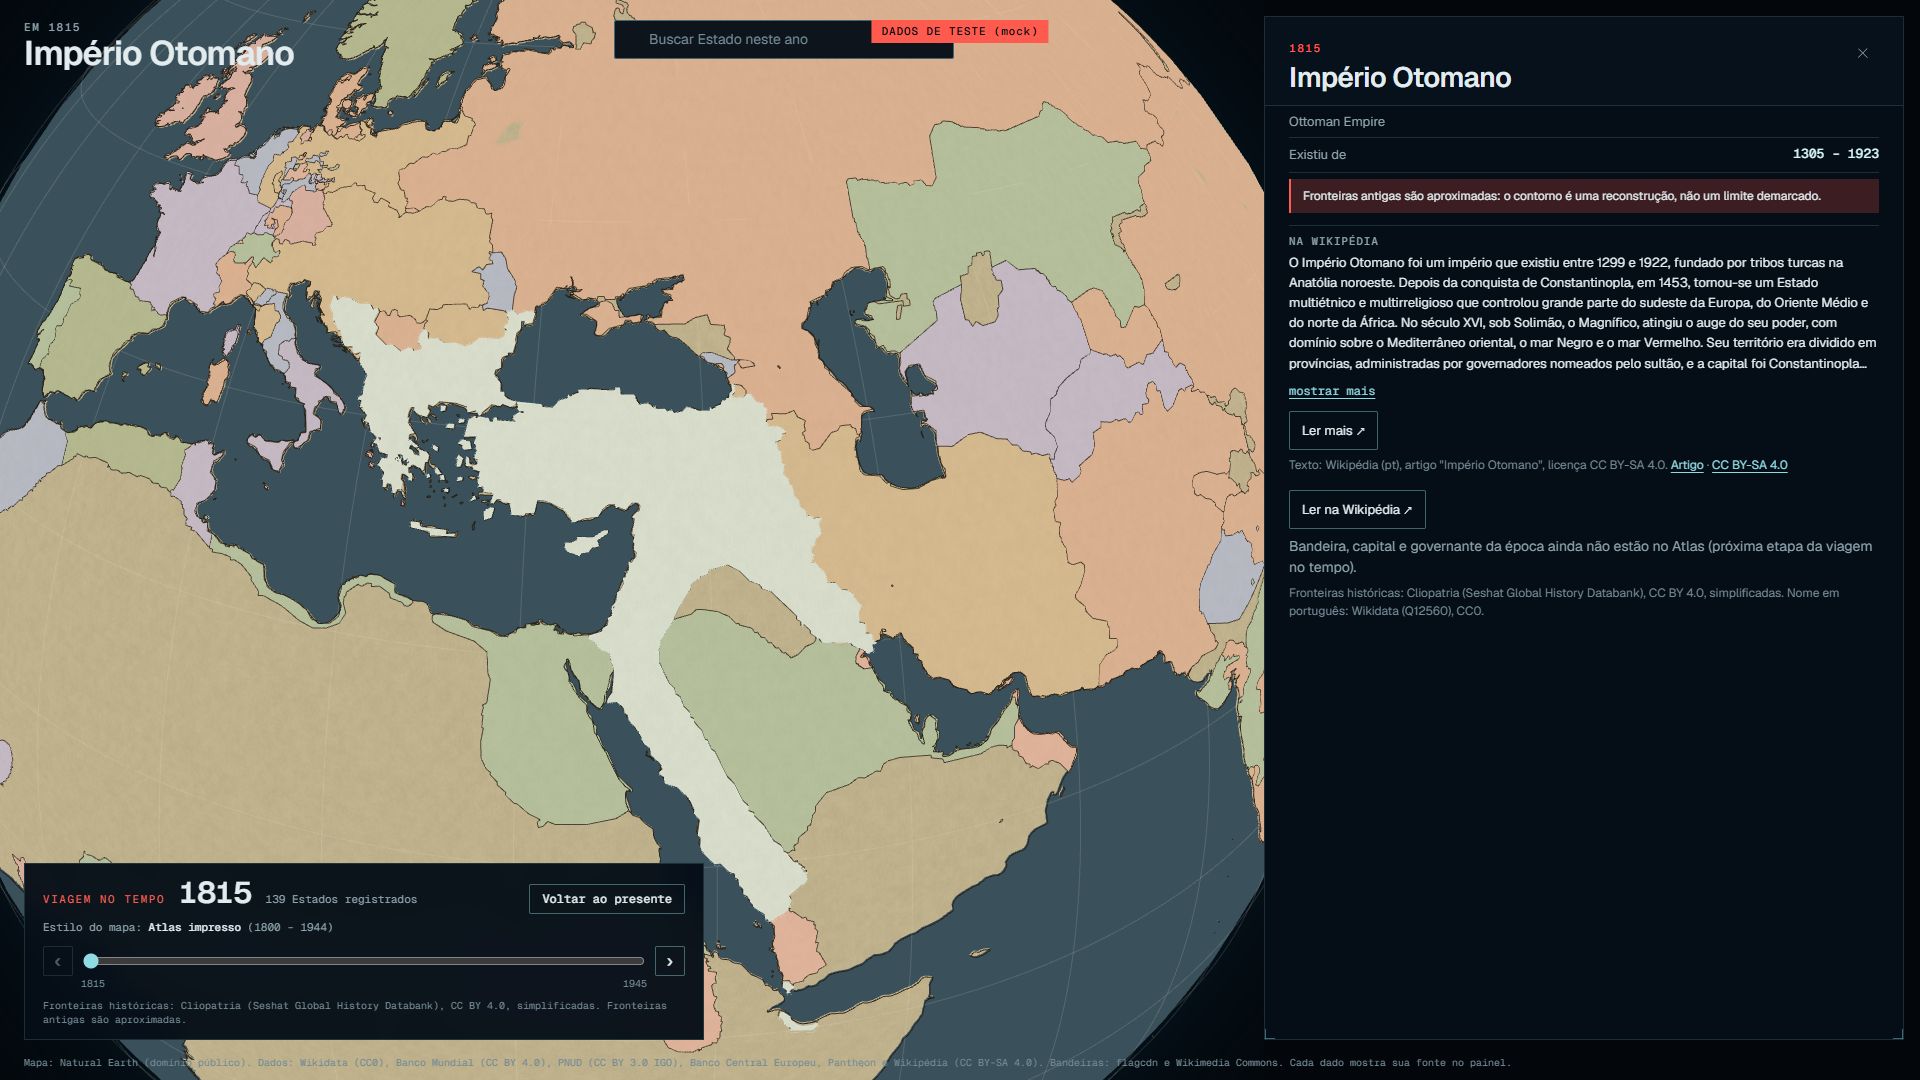 EM 1815
Império Otomano
Buscar Estado neste ano
DADOS DE TESTE (mock)
1815
Império Otomano
Ottoman Empire
Existiu de
1305 – 1923
Fronteiras antigas são aproximadas: o contorno é uma reconstrução, não um limite demarcado.
NA WIKIPÉDIA
O Império Otomano foi um império que existiu entre 1299 e 1922, fundado por tribos turcas na
Anatólia noroeste. Depois da conquista de Constantinopla, em 1453, tornou-se um Estado
multiétnico e multirreligioso que controlou grande parte do sudeste da Europa, do Oriente Médio e
do norte da África. No século XVI, sob Solimão, o Magnífico, atingiu o auge do seu poder, com
domínio sobre o Mediterrâneo oriental, o mar Negro e o mar Vermelho. Seu território era dividido em
províncias, administradas por governadores nomeados pelo sultão, e a capital foi Constantinopla…
mostrar mais
Ler mais ↗
Texto: Wikipédia (pt), artigo "Império Otomano", licença CC BY-SA 4.0. Artigo · CC BY-SA 4.0
Ler na Wikipédia ↗
Bandeira, capital e governante da época ainda não estão no Atlas (próxima etapa da viagem
no tempo).
Fronteiras históricas: Cliopatria (Seshat Global History Databank), CC BY 4.0, simplificadas. Nome em
português: Wikidata (Q12560), CC0.
VIAGEM NO TEMPO 1815 139 Estados registrados
Voltar ao presente
Estilo do mapa: Atlas impresso (1800 – 1944)
‹ ›
1815 1945
Fronteiras históricas: Cliopatria (Seshat Global History Databank), CC BY 4.0, simplificadas. Fronteiras
antigas são aproximadas.
Mapa: Natural Earth (domínio público). Dados: Wikidata (CC0), Banco Mundial (CC BY 4.0), PNUD (CC BY 3.0 IGO), Banco Central Europeu, Pantheon e Wikipédia (CC BY-SA 4.0). Bandeiras: flagcdn e Wikimedia Commons. Cada dado mostra sua fonte no painel.